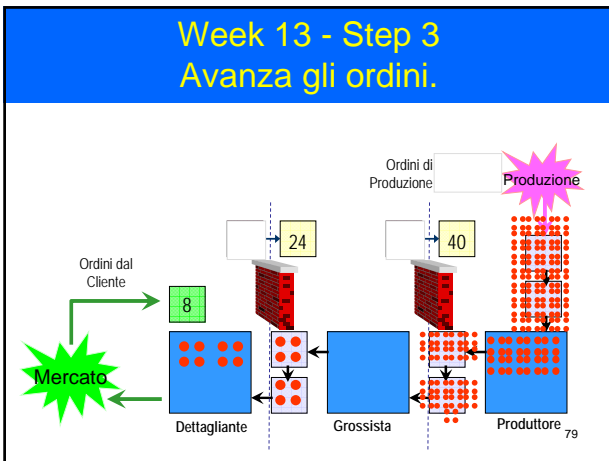 Week 13 - Step 3
Avanza gli ordini.
Ordini di
Produzione
Produzione
24
40
Ordini dal
Cliente
8
Mercato
Dettagliante
Grossista
Produttore
79